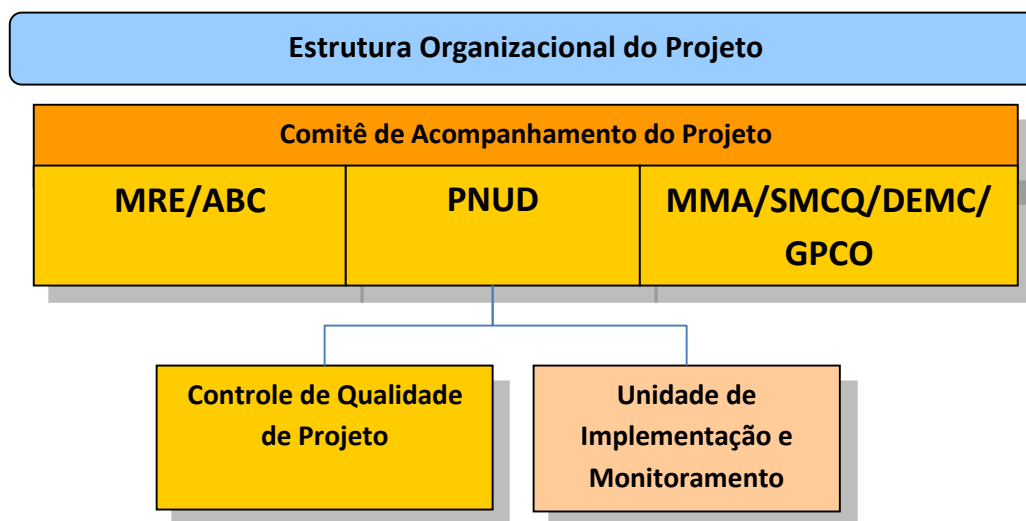 Estrutura Organizacional do Projeto
Comitê de Acompanhamento do Projeto
MRE/ABC
PNUD
MMA/SMCQ/DEMC/
GPCO
Controle de Qualidade
de Projeto
Unidade de
Implementação e
Monitoramento